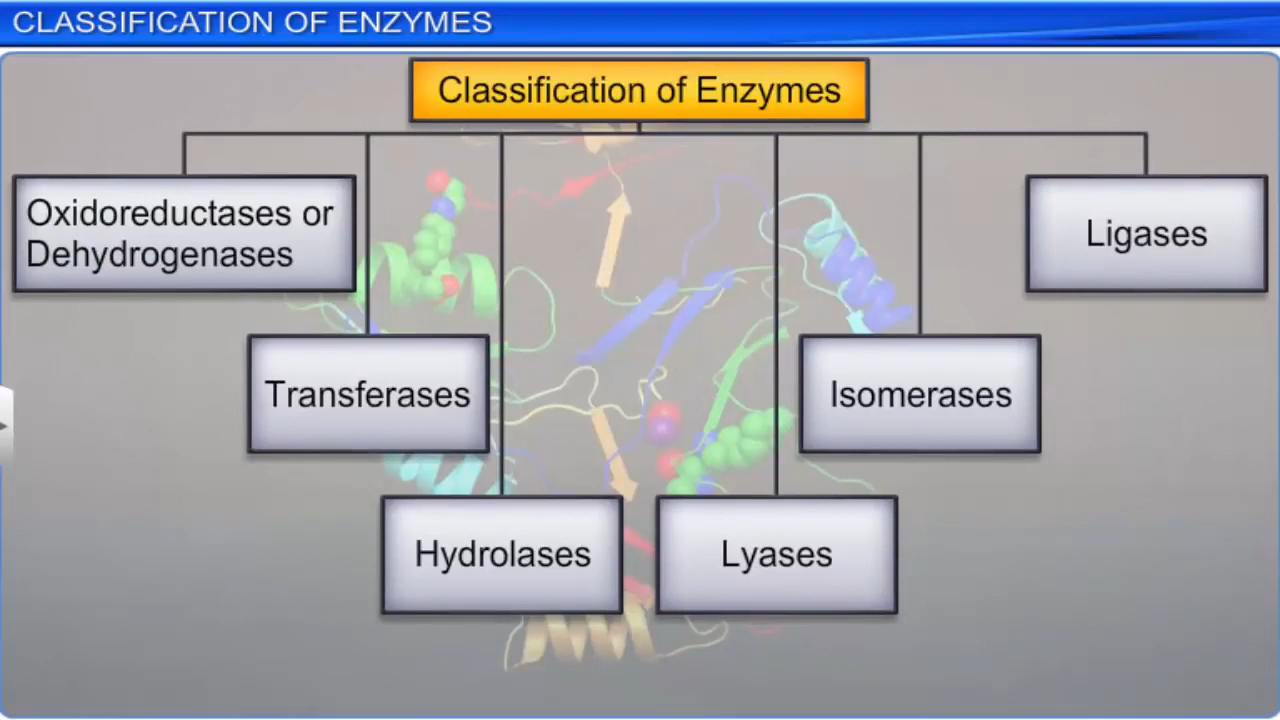 CLASSIFICATION OF ENZYMES
Classification of Enzymes
Oxidoreductases or
Dehydrogenases
Ligases
Transferases
Isomerases
Hydrolases
Lyases